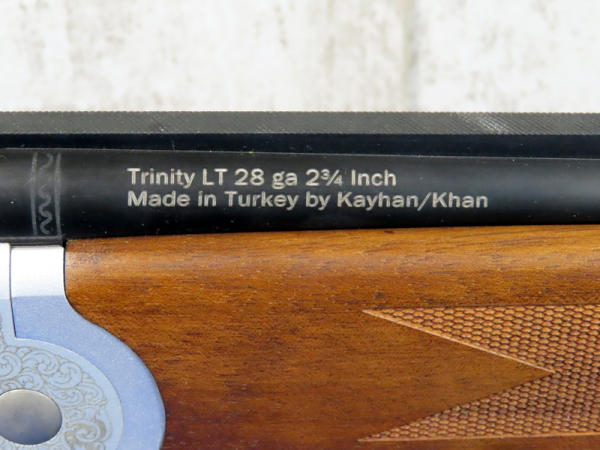 Trinity LT 28 ga 2¾ Inch
Made in Turkey by Kayhan/Khan